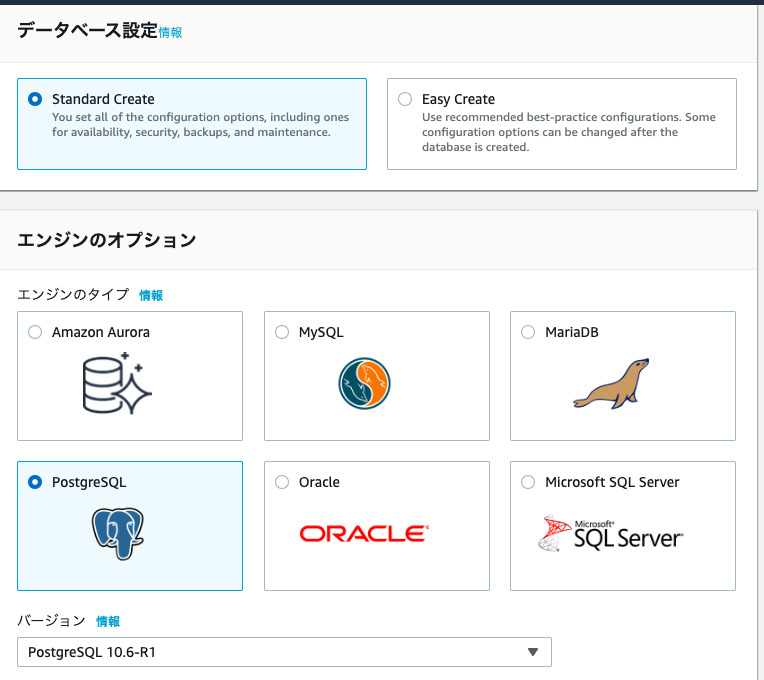 データベース設定情報
Standard Create
You set all of the configuration options, including ones
for availability, security, backups, and maintenance.
Easy Create
Use recommended best-practice configurations. Some
configuration options can be changed after the
database is created.
エンジンのオプション
エンジンのタイプ 情報
Amazon Aurora
MySQL
MariaDB
PostgreSQL
Oracle
ORACLE®
Microsoft SQL Server
Microsoft®
SQL Server®
バージョン 情報
PostgreSQL 10.6-R1